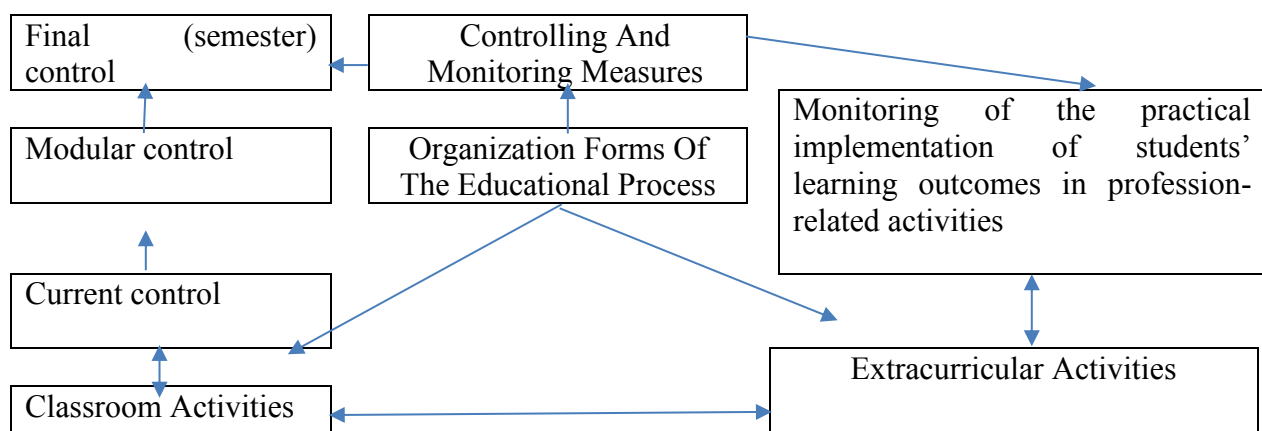 Final (semester)
control
Controlling And
Monitoring Measures
Monitoring of the practical
implementation of students’
learning outcomes in profession-
related activities
Modular control
Organization Forms Of
The Educational Process
Current control
Extracurricular Activities
Classroom Activities